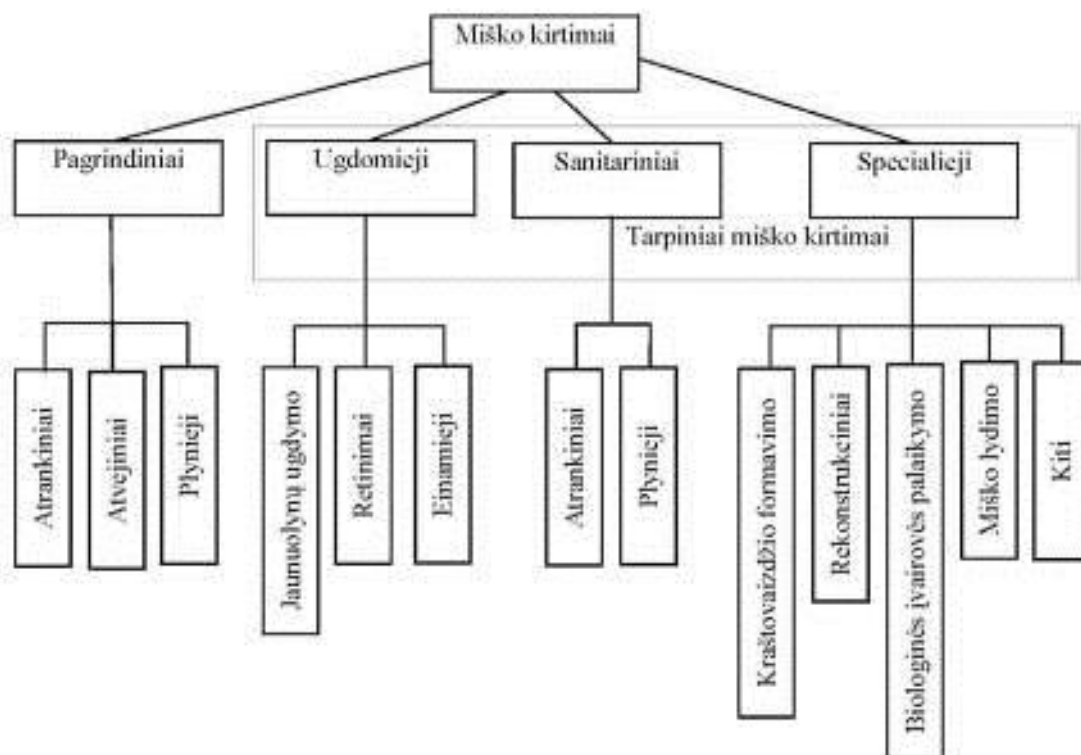 Miško kirtimai
Pagrindiniai
Ugdomieji
Sanitariniai
Specialieji
Tarpiniai miško kirtimai
Atrankiniai
Atvejiniai
Plynieji
Jaunuolynų ugdymo
Retinimai
Einamieji
Atrankiniai
Plynieji
Kraštovaizdžio formavimo
Rekonstrukciniai
Biologinės įvairovės palaikymo
Miško lydimo
Kiti